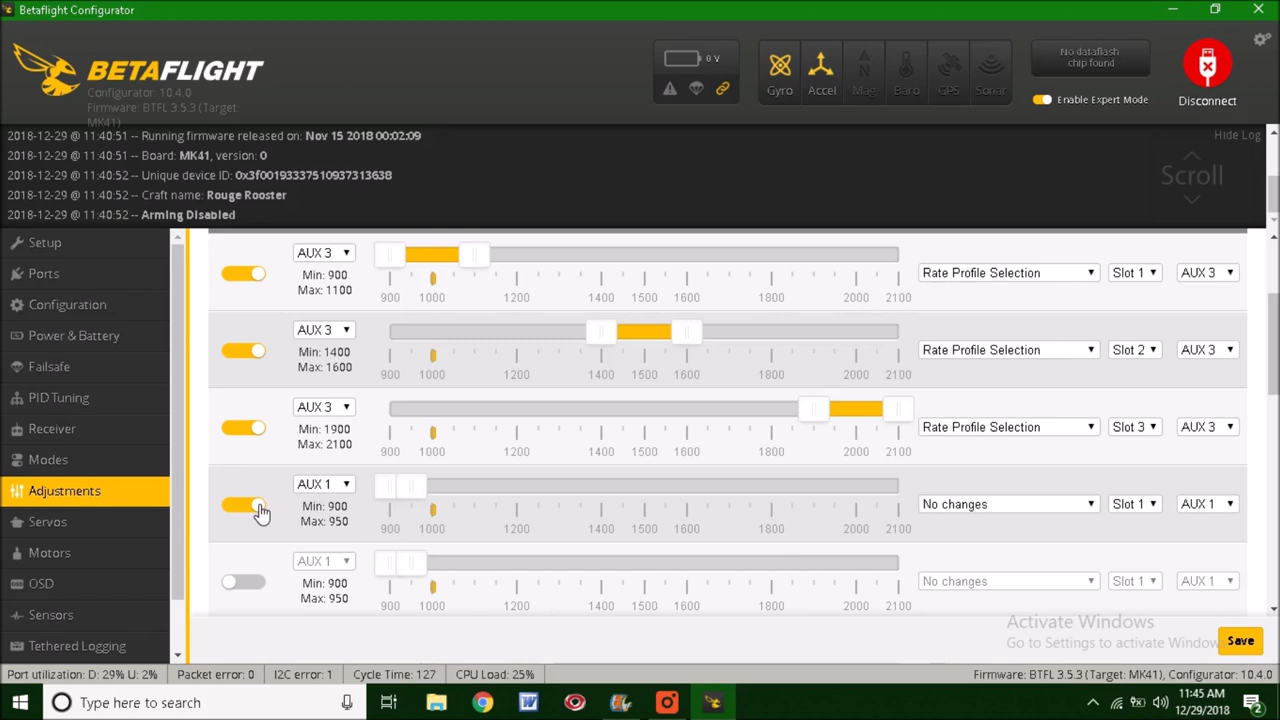 Betaflight Configurator
BETAFLIGHT
Configurator: 10.4.0
Firmware: BTFL 3.5.3 (Target
MK41)
0 V
Gyro
Accel
Mag
Baro
GPS
Sonar
No dataflash
chip found
Enable Expert Mode
Disconnect
2018-12-29 @ 11:40:51 -- Running firmware released on: Nov 15 2018 00:02:09
2018-12-29 @ 11:40:51 -- Board: MK41, version: 0
2018-12-29 @ 11:40:52 -- Unique device ID: 0x3f00193337510937313638
2018-12-29 @ 11:40:52 -- Craft name: Rouge Rooster
2018-12-29 @ 11:40:52 -- Arming Disabled
Hide Log
Scroll
Setup
Ports
Configuration
Power & Battery
Failsafe
PID Tuning
Receiver
Modes
Adjustments
Servos
Motors
OSD
Sensors
Tethered Logging
AUX 3
Min: 900
Max: 1100
900 1000 1200 1400 1500 1600 1800 2000 2100
Rate Profile Selection Slot 1 AUX 3
AUX 3
Min: 1400
Max: 1600
900 1000 1200 1400 1500 1600 1800 2000 2100
Rate Profile Selection Slot 2 AUX 3
AUX 3
Min: 1900
Max: 2100
900 1000 1200 1400 1500 1600 1800 2000 2100
Rate Profile Selection Slot 3 AUX 3
AUX 1
Min: 900
Max: 950
900 1000 1200 1400 1500 1600 1800 2000 2100
No changes Slot 1 AUX 1
AUX 1
Min: 900
Max: 950
900 1000 1200 1400 1500 1600 1800 2000 2100
No changes Slot 1 AUX 1
Activate Windows
Go to Settings to activate Window
Save
Port utilization: D: 29% U: 2% Packet error: 0 I2C error: 1 Cycle Time: 127 CPU Load: 25% Firmware: BTFL 3.5.3 (Target: MK41), Configurator: 10.4.0
Type here to search
11:45 AM
12/29/2018
2